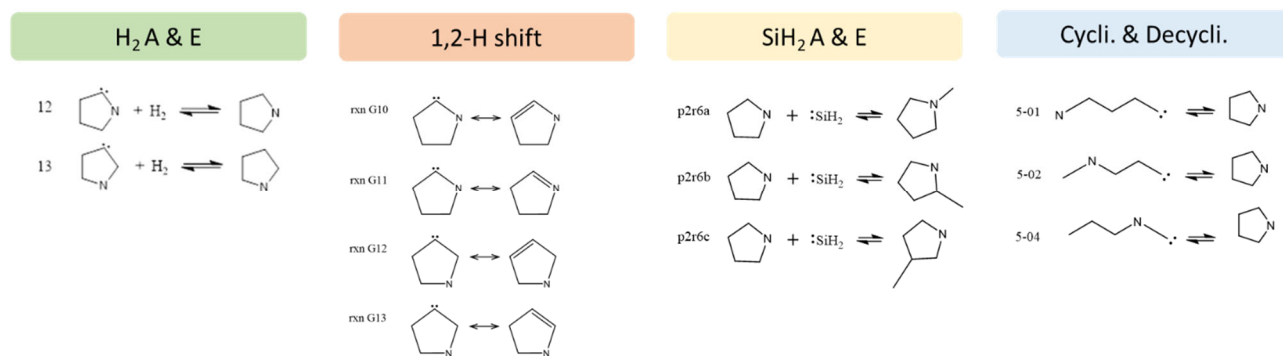 H₂ A & E
12
N
+ H₂
N
13
N
+ H₂
N
1,2-H shift
rxn G10
N
N
rxn G11
N
N
rxn G12
N
N
rxn G13
N
N
SiH₂ A & E
p2r6a
N
+ :SiH₂
N
p2r6b
N
+ :SiH₂
N
p2r6c
N
+ :SiH₂
N
Cycli. & Decycli.
5-01
N
N
5-02
N
N
5-04
N
N